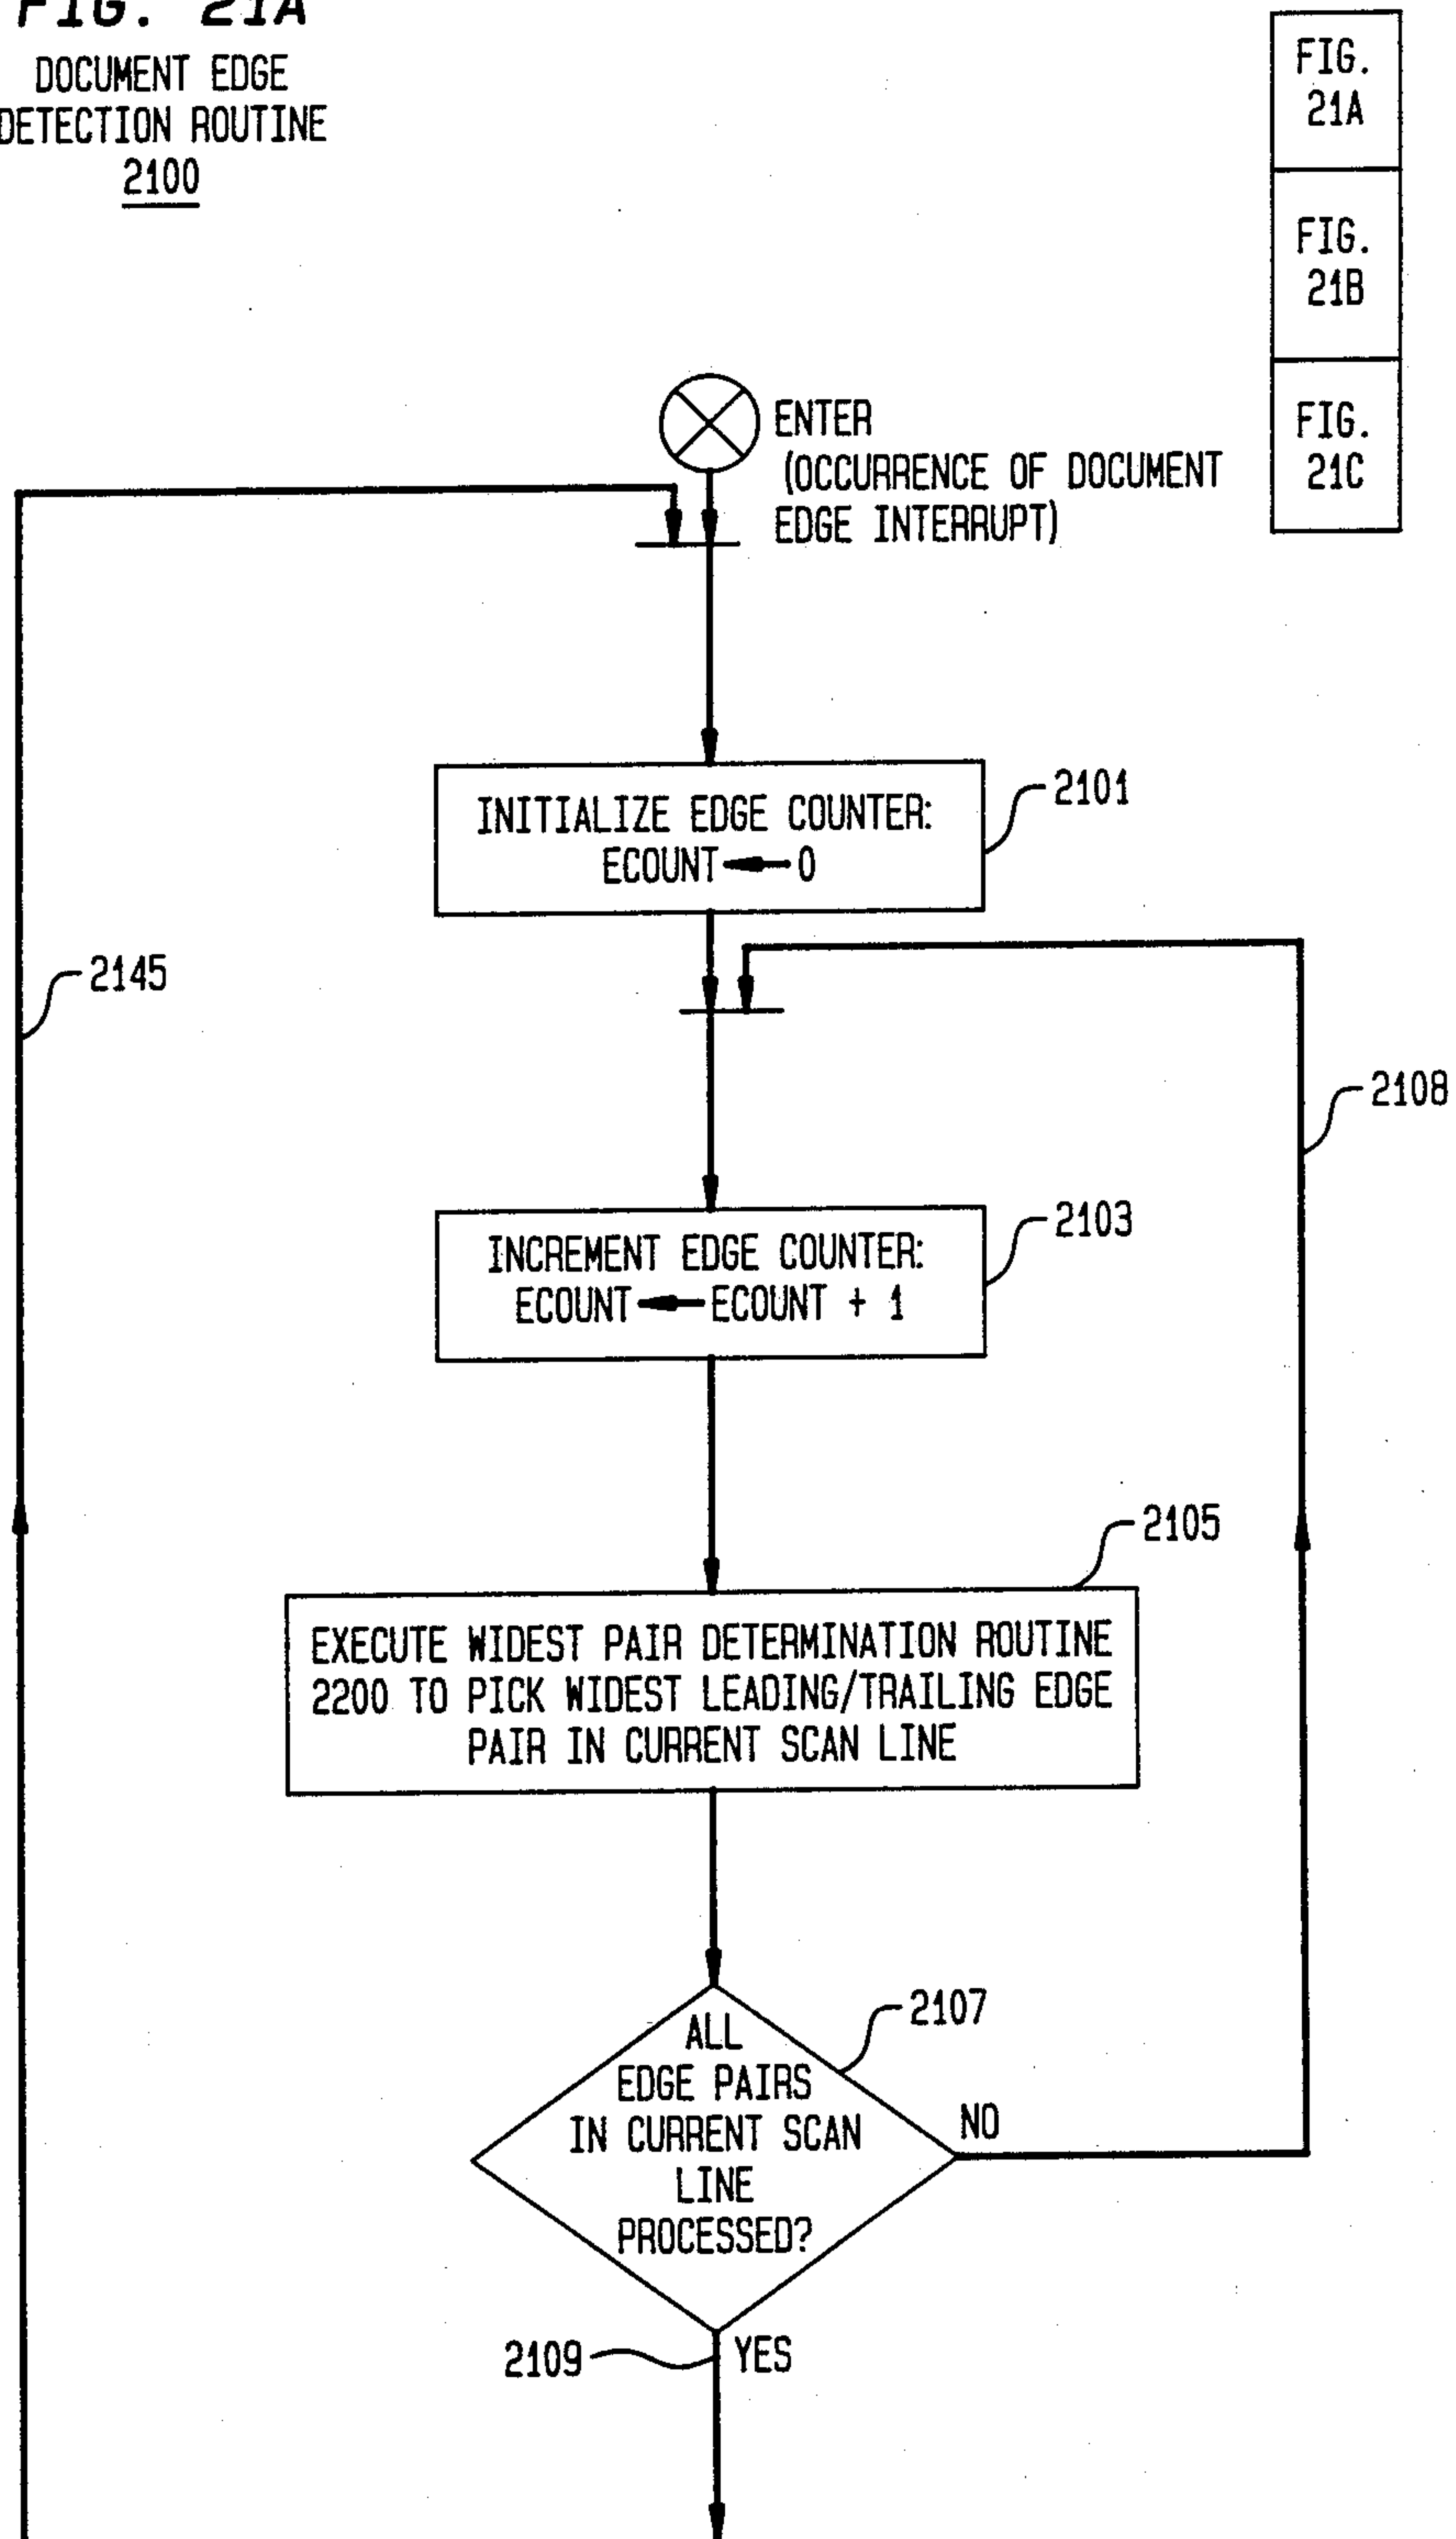 FIG. 21A
DOCUMENT EDGE
DETECTION ROUTINE
2100
FIG.
21A
FIG.
21B
FIG.
21C
ENTER
(OCCURRENCE OF DOCUMENT
EDGE INTERRUPT)
INITIALIZE EDGE COUNTER:
ECOUNT ← 0
2101
2145
2108
INCREMENT EDGE COUNTER:
ECOUNT ← ECOUNT + 1
2103
2105
EXECUTE WIDEST PAIR DETERMINATION ROUTINE
2200 TO PICK WIDEST LEADING/TRAILING EDGE
PAIR IN CURRENT SCAN LINE
2107
ALL
EDGE PAIRS
IN CURRENT SCAN
LINE
PROCESSED?
NO
2109
YES